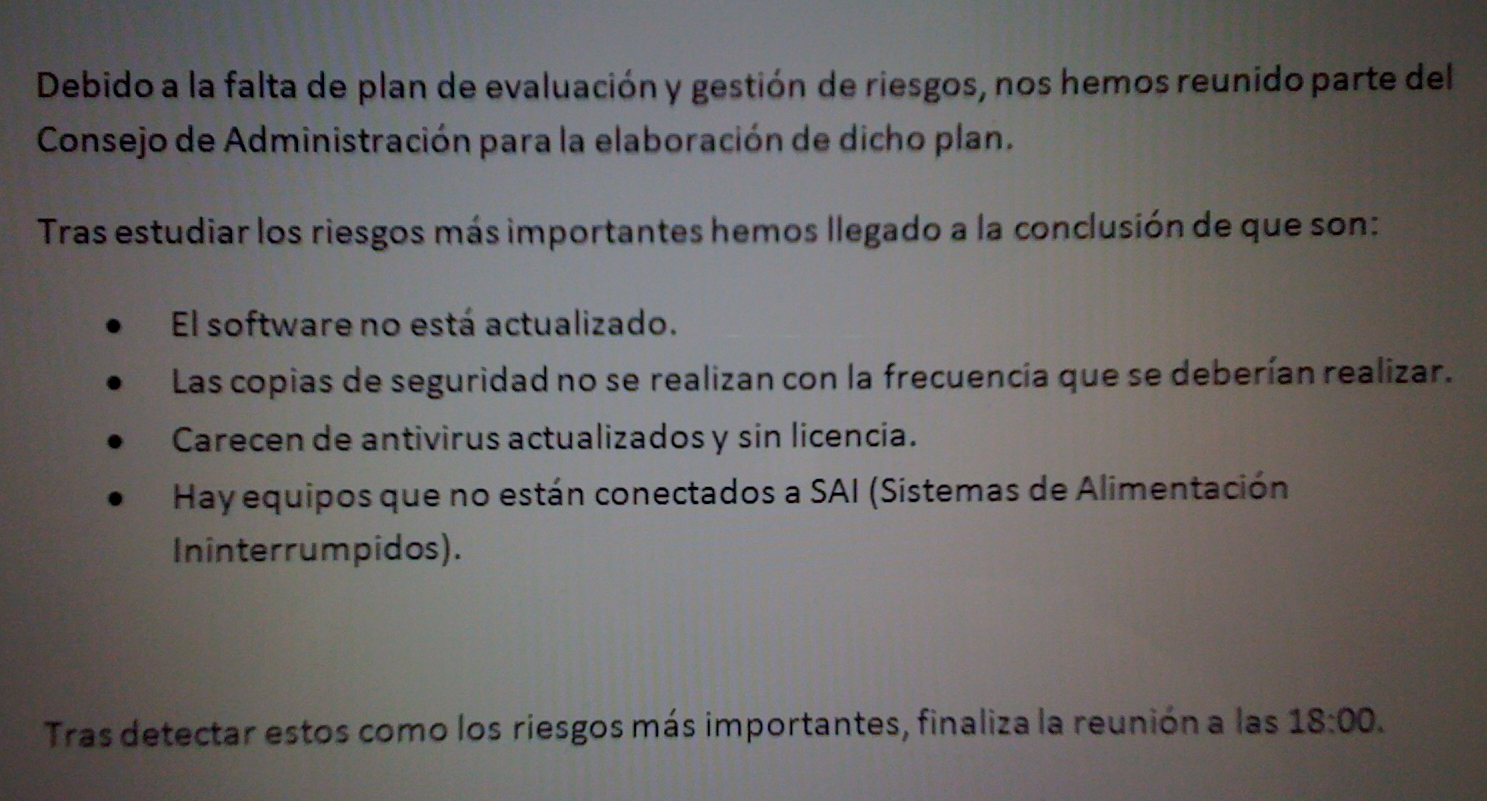 Debido a la falta de plan de evaluación y gestión de riesgos, nos hemos reunido parte del
Consejo de Administración para la elaboración de dicho plan.
Tras estudiar los riesgos más importantes hemos llegado a la conclusión de que son:
• El software no está actualizado.
• Las copias de seguridad no se realizan con la frecuencia que se deberían realizar.
• Carecen de antivirus actualizados y sin licencia.
• Hay equipos que no están conectados a SAI (Sistemas de Alimentación
Ininterrumpidos).
Tras detectar estos como los riesgos más importantes, finaliza la reunión a las 18:00.